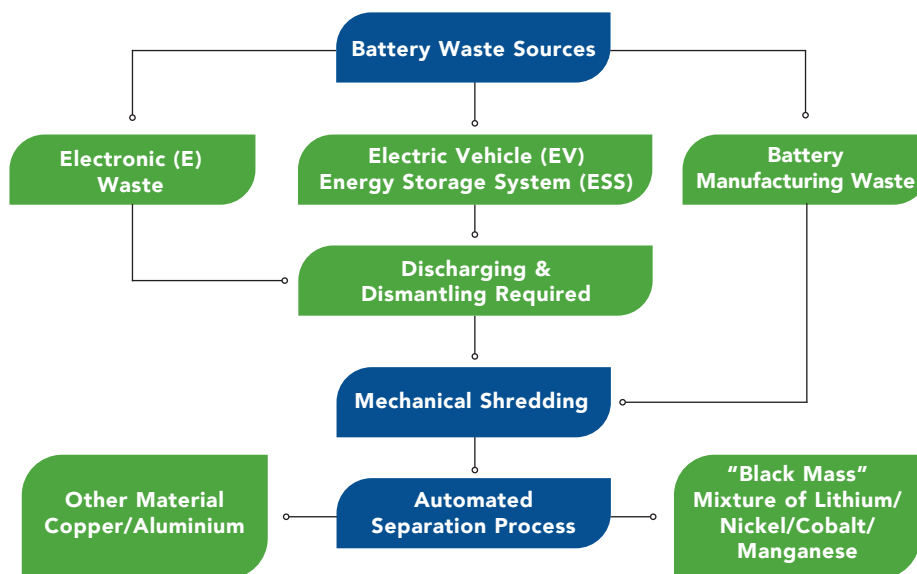 Battery Waste Sources
Electronic (E)
Waste
Electric Vehicle (EV)
Energy Storage System (ESS)
Battery
Manufacturing Waste
Discharging &
Dismantling Required
Mechanical Shredding
Other Material
Copper/Aluminium
Automated
Separation Process
“Black Mass”
Mixture of Lithium/
Nickel/Cobalt/
Manganese